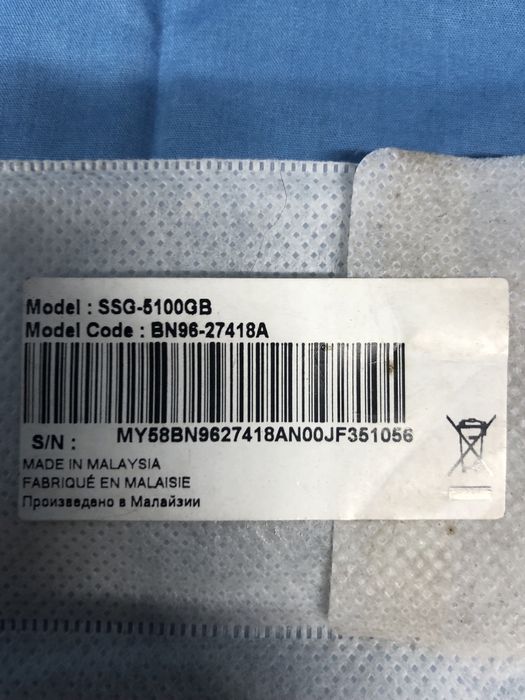 Model : SSG-5100GB
Model Code : BN96-27418A
S/N : MY58BN9627418AN00JF351056
MADE IN MALAYSIA
FABRIQUÉ EN MALAISIE
Произведено в Малайзии